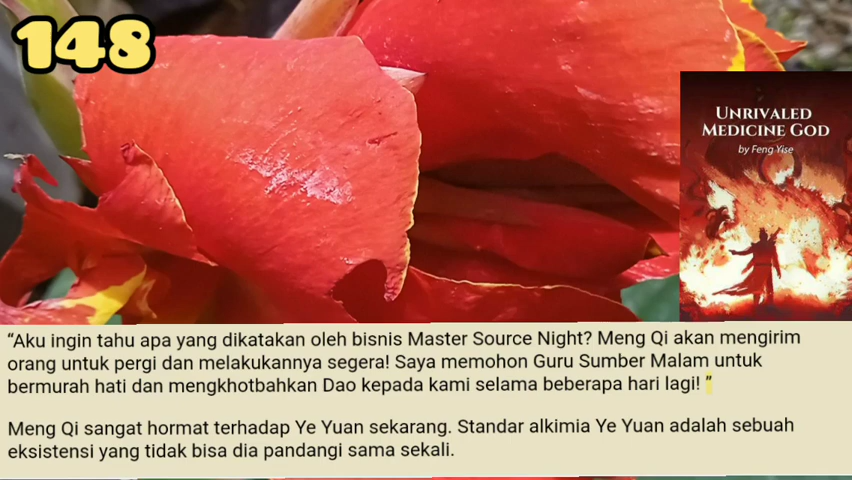 148
UNRIVALED
MEDICINE GOD
by Feng Yise
“Aku ingin tahu apa yang dikatakan oleh bisnis Master Source Night? Meng Qi akan mengirim
orang untuk pergi dan melakukannya segera! Saya memohon Guru Sumber Malam untuk
bermurah hati dan mengkhotbahkan Dao kepada kami selama beberapa hari lagi! ”
Meng Qi sangat hormat terhadap Ye Yuan sekarang. Standar alkimia Ye Yuan adalah sebuah
eksistensi yang tidak bisa dia pandangi sama sekali.